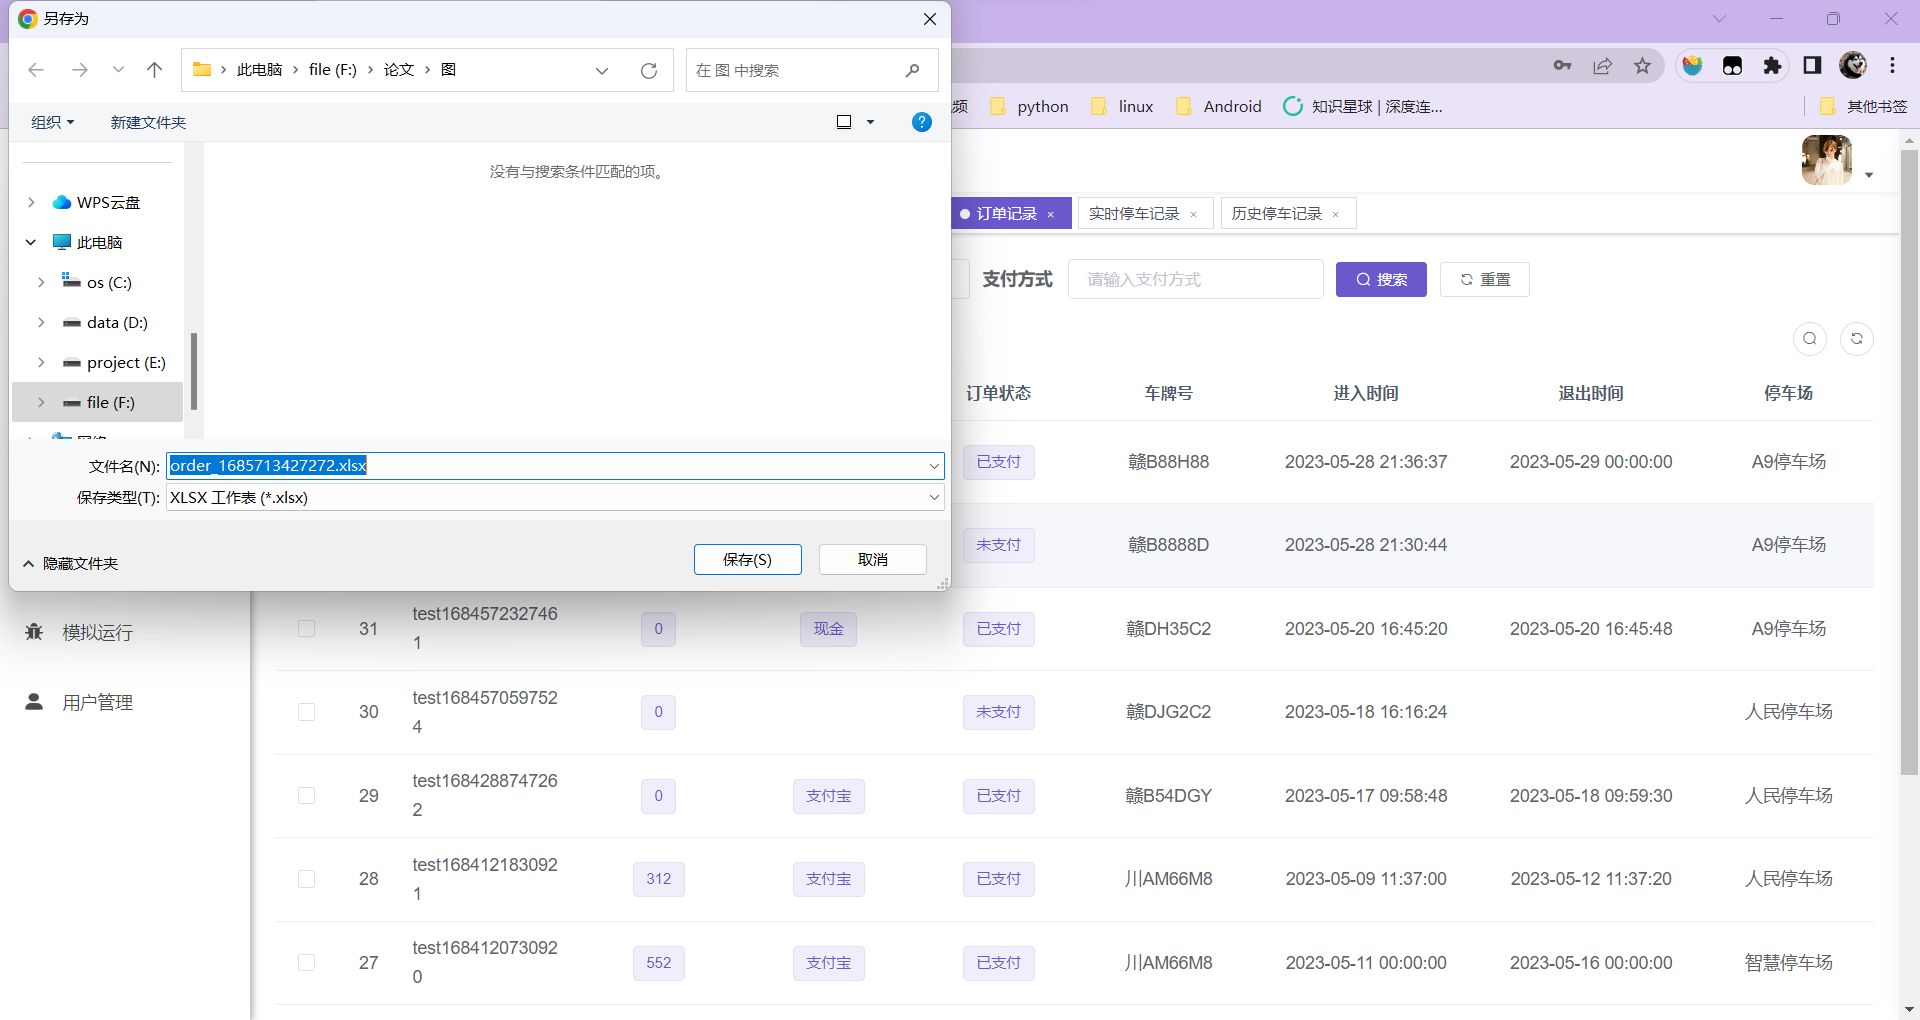 另存为
此电脑 file (F:) 论文 图
在 图 中搜索
组织 新建文件夹
没有与搜索条件匹配的项。
WPS云盘
此电脑
os (C:)
data (D:)
project (E:)
file (F:)
文件名(N): order_1685713427272.xlsx
保存类型(T): XLSX 工作表 (*.xlsx)
隐藏文件夹
保存(S) 取消
频 python linux Android 知识星球 | 深度连... 其他书签
订单记录 × 实时停车记录 × 历史停车记录 ×
支付方式 请输入支付方式 搜索 重置
订单状态 车牌号 进入时间 退出时间 停车场
已支付 赣B88H88 2023-05-28 21:36:37 2023-05-29 00:00:00 A9停车场
未支付 赣B8888D 2023-05-28 21:30:44 A9停车场
模拟运行
用户管理
31 test168457232746
1 0 现金 已支付 赣DH35C2 2023-05-20 16:45:20 2023-05-20 16:45:48 A9停车场
30 test168457059752
4 0 未支付 赣DJG2C2 2023-05-18 16:16:24 人民停车场
29 test168428874726
2 0 支付宝 已支付 赣B54DGY 2023-05-17 09:58:48 2023-05-18 09:59:30 人民停车场
28 test168412183092
1 312 支付宝 已支付 川AM66M8 2023-05-09 11:37:00 2023-05-12 11:37:20 人民停车场
27 test168412073092
0 552 支付宝 已支付 川AM66M8 2023-05-11 00:00:00 2023-05-16 00:00:00 智慧停车场